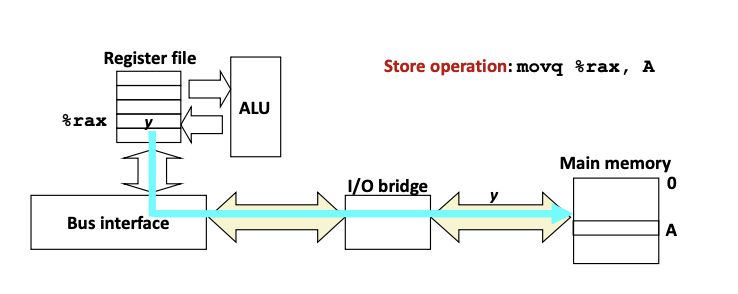 Register file
Store operation: movq %rax, A
ALU
%rax
y
Main memory
I/O bridge
0
y
Bus interface
A